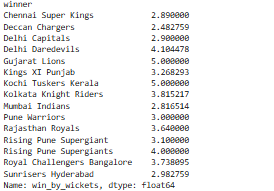 winner
Chennai Super Kings 2.890000
Deccan Chargers 2.482759
Delhi Capitals 2.900000
Delhi Daredevils 4.104478
Gujarat Lions 5.000000
Kings XI Punjab 3.268293
Kochi Tuskers Kerala 5.000000
Kolkata Knight Riders 3.815217
Mumbai Indians 2.816514
Pune Warriors 3.000000
Rajasthan Royals 3.640000
Rising Pune Supergiant 3.100000
Rising Pune Supergiants 4.000000
Royal Challengers Bangalore 3.738095
Sunrisers Hyderabad 2.982759
Name: win_by_wickets, dtype: float64